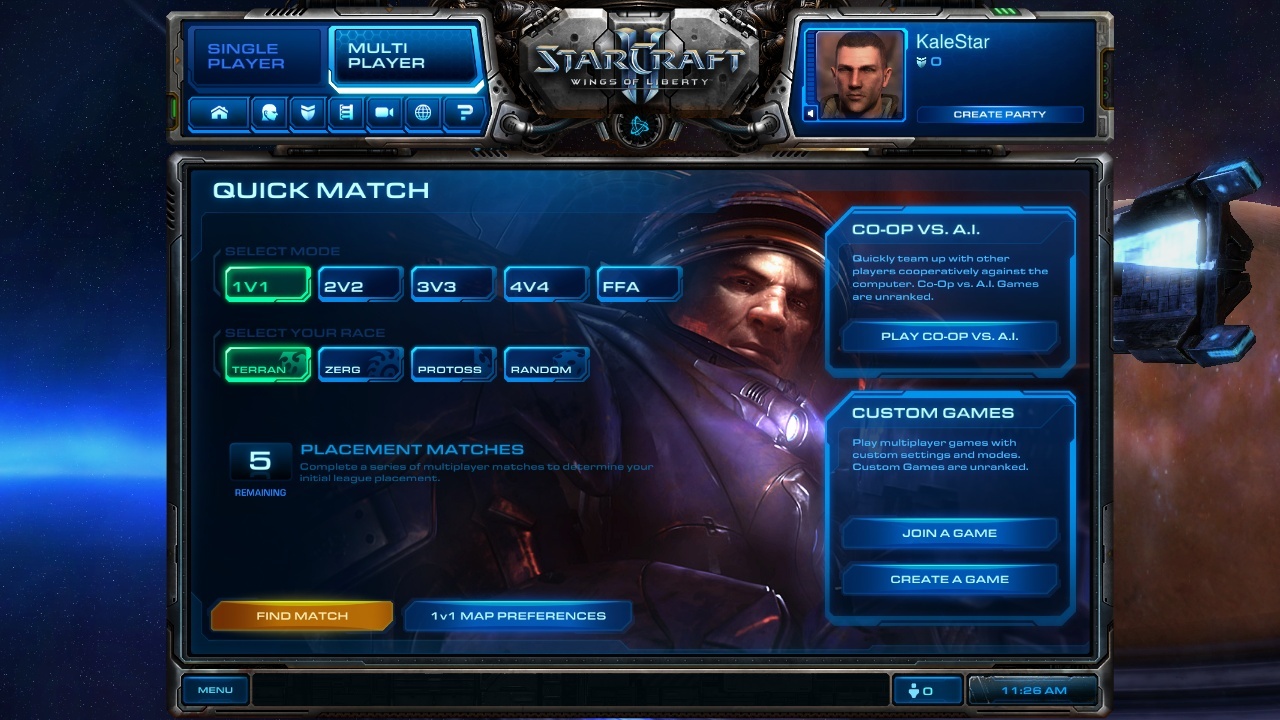 SINGLE
PLAYER
MULTI
PLAYER
STARCRAFT
II
WINGS OF LIBERTY
KaleStar
0
CREATE PARTY
QUICK MATCH
SELECT MODE
1V1
2V2
3V3
4V4
FFA
SELECT YOUR RACE
TERRAN
ZERG
PROTOSS
RANDOM
5
REMAINING
PLACEMENT MATCHES
Complete a series of multiplayer matches to determine your
initial league placement.
FIND MATCH
1v1 MAP PREFERENCES
CO-OP VS. A.I.
Quickly team up with other
players cooperatively against the
computer. Co-Op vs. A.I. Games
are unranked.
PLAY CO-OP VS. A.I.
CUSTOM GAMES
Play multiplayer games with
custom settings and modes.
Custom Games are unranked.
JOIN A GAME
CREATE A GAME
MENU
0
11:26 AM